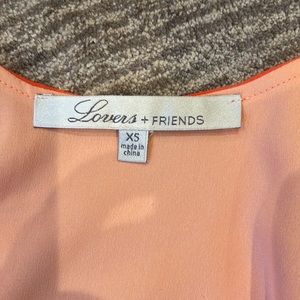 Lovers + FRIENDS
XS
made in
china